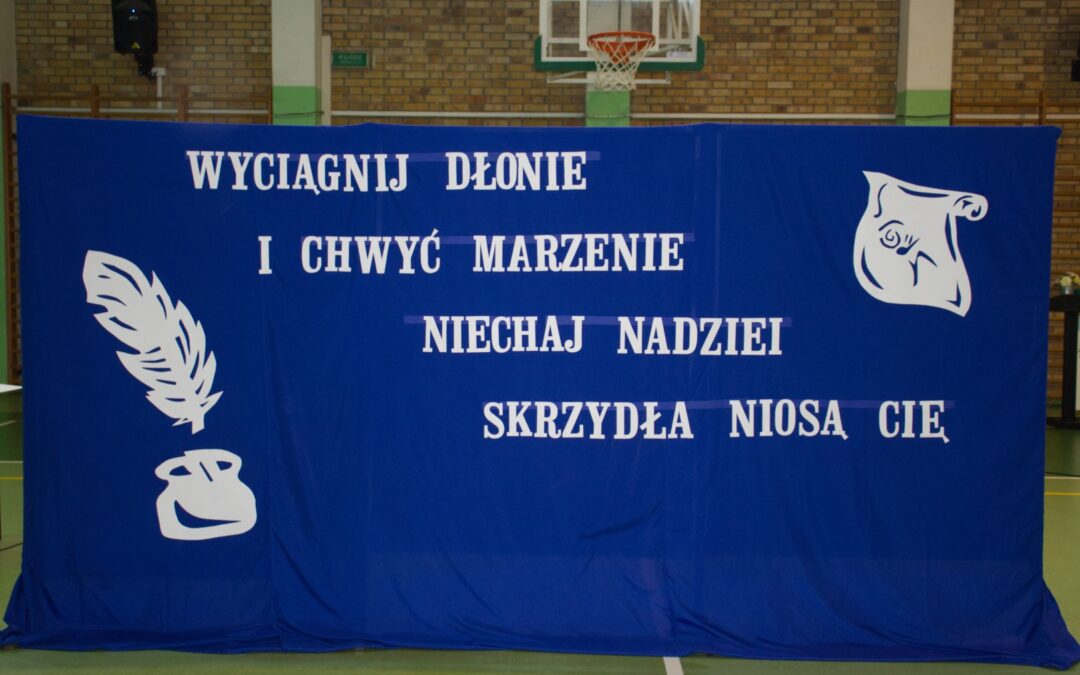 WYCIĄGNIJ DŁONIE
I CHWYĆ MARZENIE
NIECHAJ NADZIEI
SKRZYDŁA NIOSĄ CIĘ